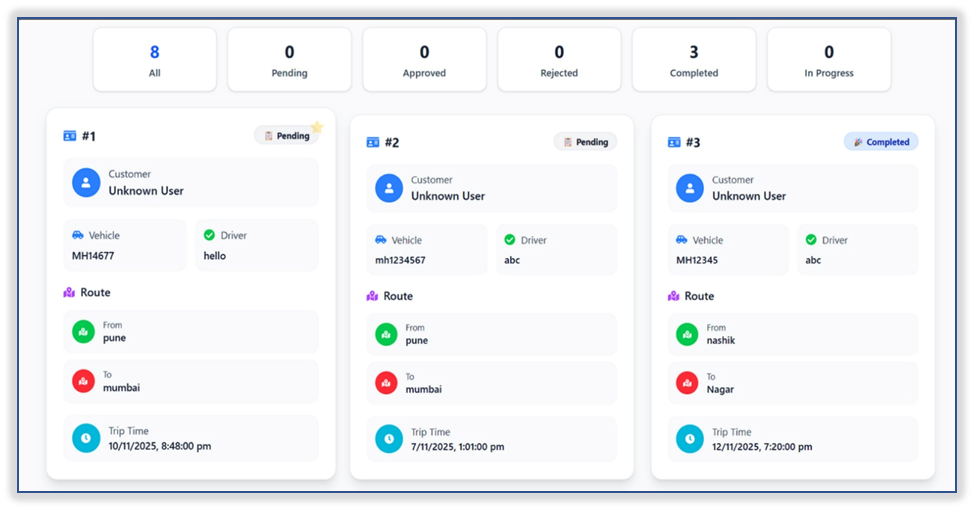 8 0 0 0 3 0
All Pending Approved Rejected Completed In Progress
#1 Pending
Customer
Unknown User
Vehicle Driver
MH14677 hello
Route
From
pune
To
mumbai
Trip Time
10/11/2025, 8:48:00 pm
#2 Pending
Customer
Unknown User
Vehicle Driver
mh1234567 abc
Route
From
pune
To
mumbai
Trip Time
7/11/2025, 1:01:00 pm
#3 Completed
Customer
Unknown User
Vehicle Driver
MH12345 abc
Route
From
nashik
To
Nagar
Trip Time
12/11/2025, 7:20:00 pm